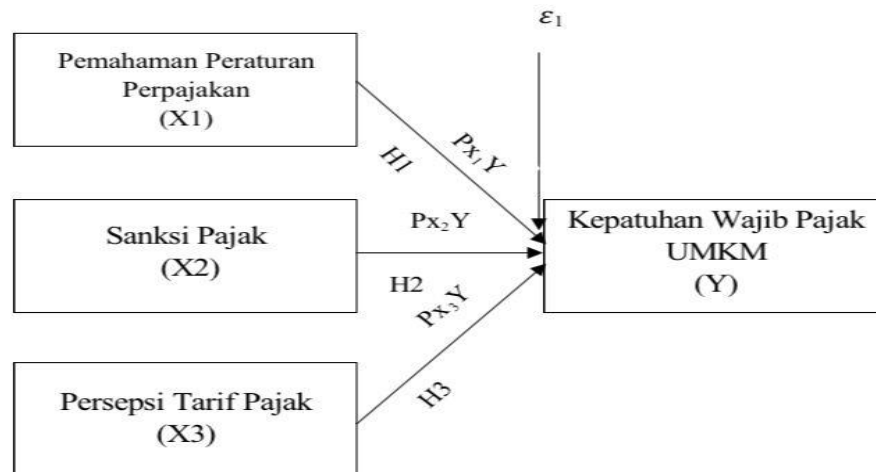 ε₁
Pemahaman Peraturan
Perpajakan
(X1)
Px₁Y
H1
Sanksi Pajak
(X2)
Px₂Y
H2
Kepatuhan Wajib Pajak
UMKM
(Y)
Px₃Y
H3
Persepsi Tarif Pajak
(X3)